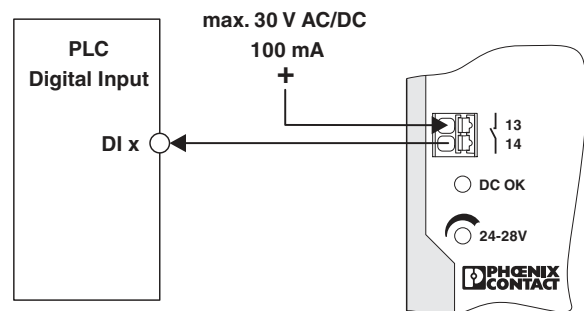 max. 30 V AC/DC
100 mA
+
PLC
Digital Input
DI x
13
14
DC OK
24-28V
PHŒNIX
CONTACT